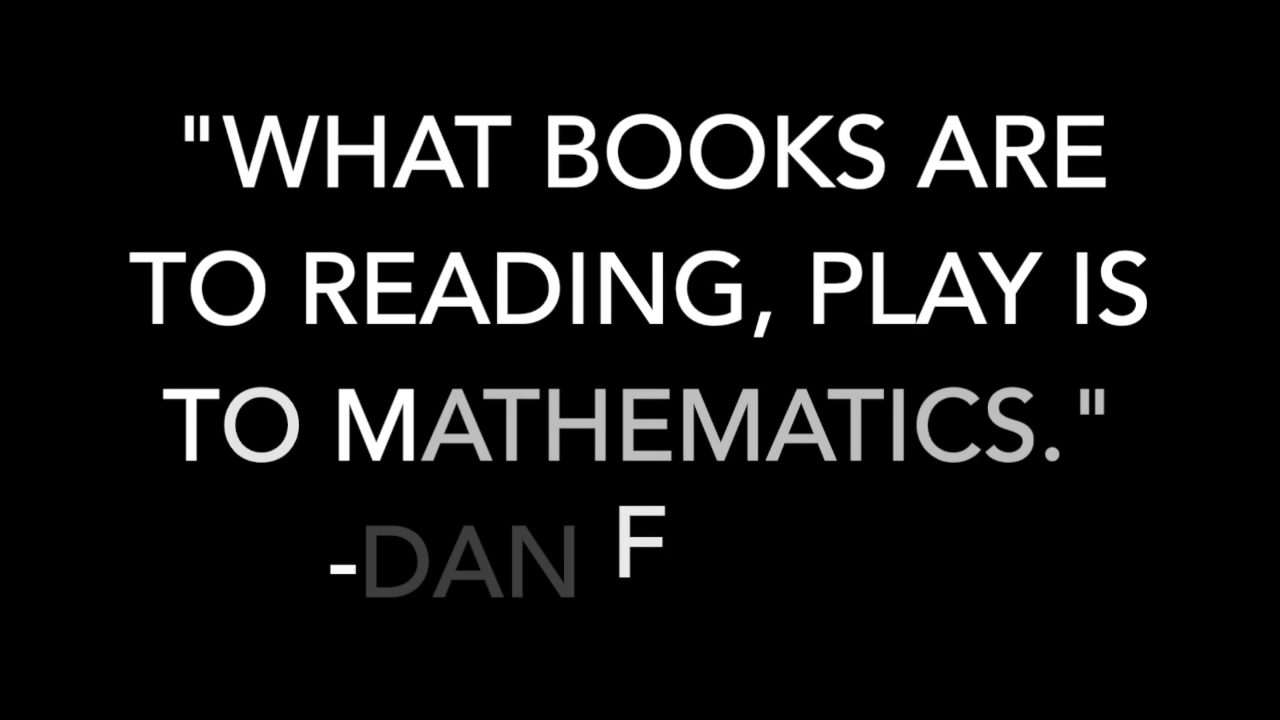 "WHAT BOOKS ARE
TO READING, PLAY IS
TO MATHEMATICS."
-DAN F